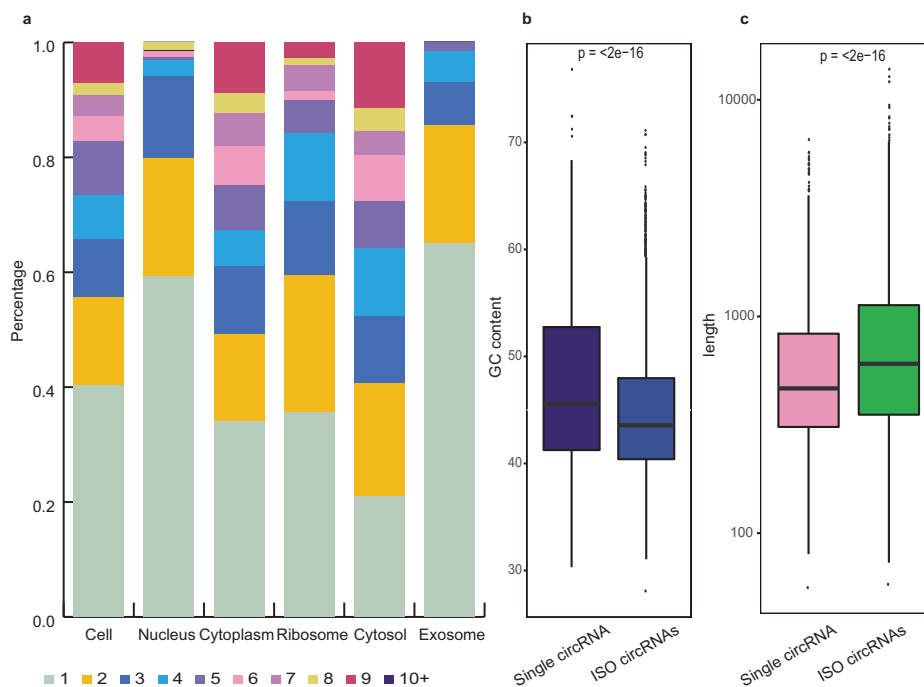 a
Percentage
1.0
0.8
0.6
0.4
0.2
0.0
Cell Nucleus Cytoplasm Ribosome Cytosol Exosome
1 2 3 4 5 6 7 8 9 10+
b
p = <2e−16
GC content
70
60
50
40
30
Single circRNA
ISO circRNAs
c
p = <2e−16
length
10000
1000
100
Single circRNA
ISO circRNAs